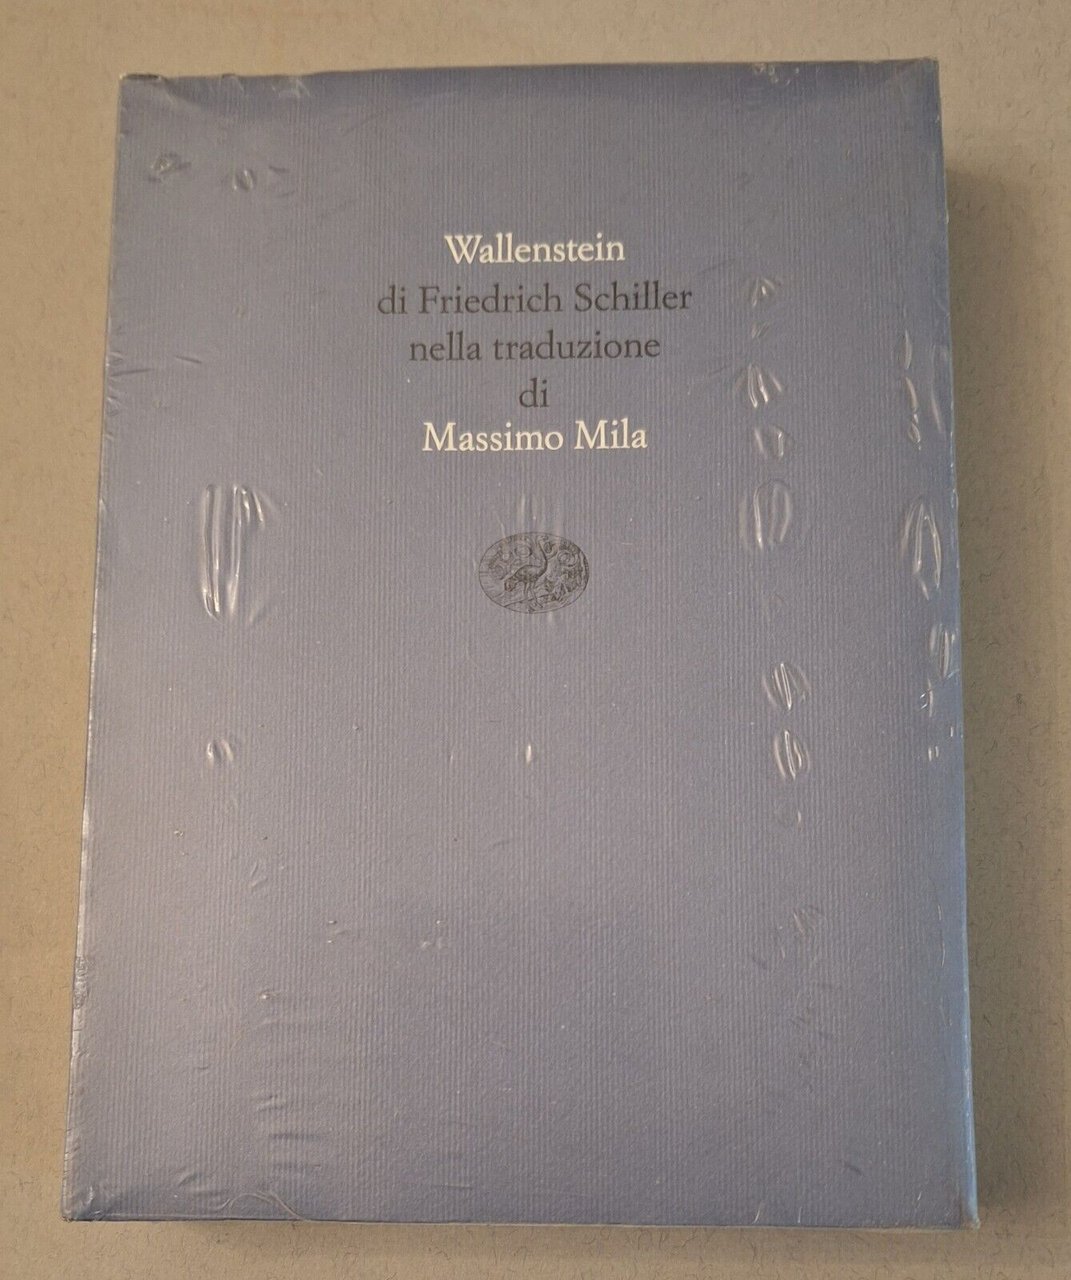 Wallenstein
di Friedrich Schiller
nella traduzione
di
Massimo Mila